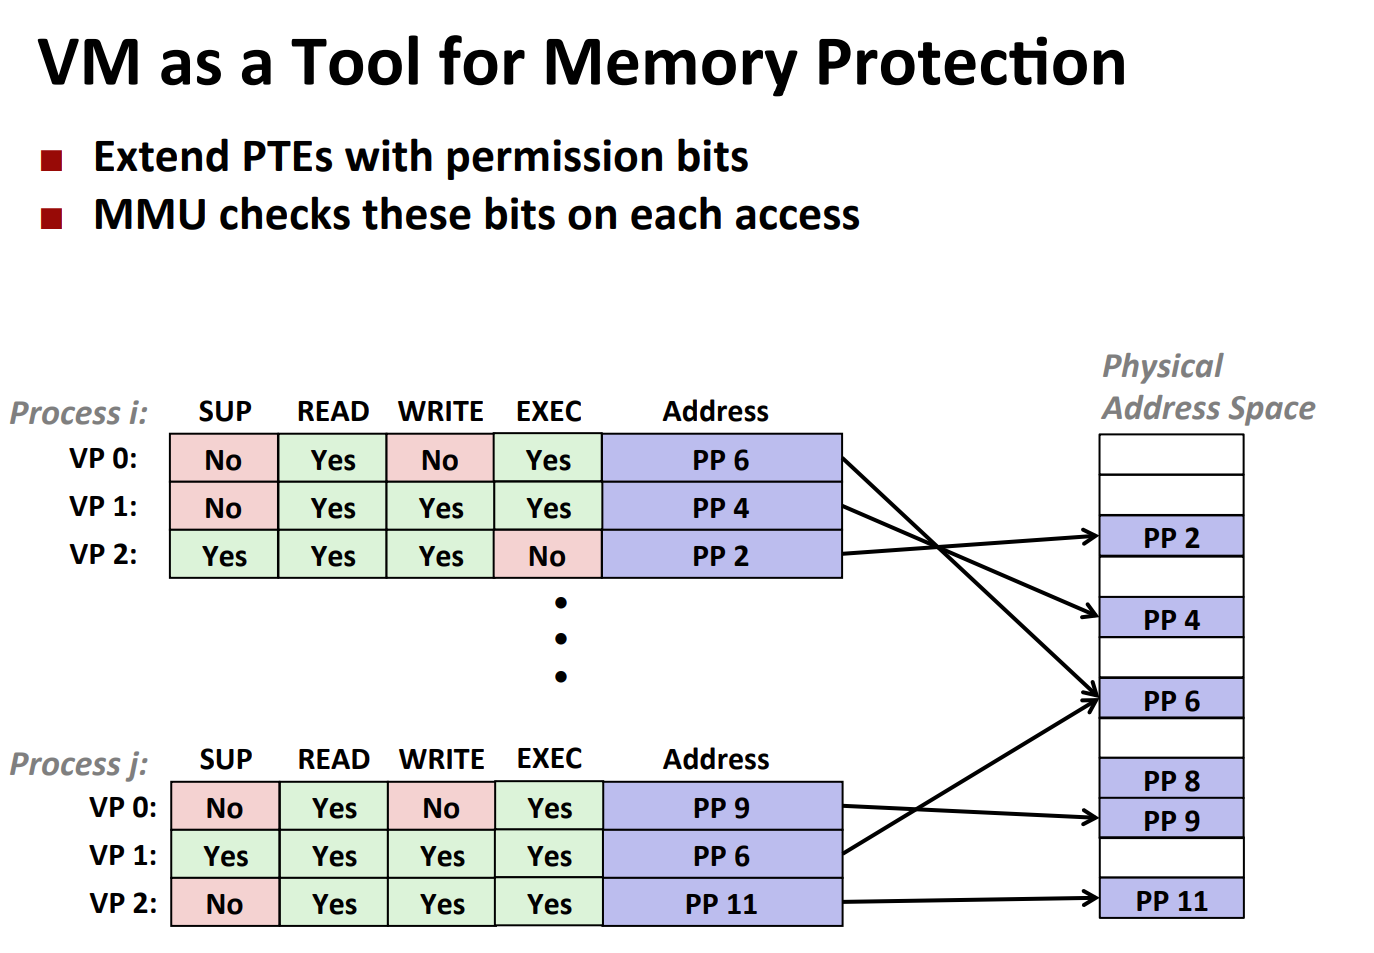 VM as a Tool for Memory Protection
Extend PTEs with permission bits
MMU checks these bits on each access
Physical
Address Space
Process i: SUP READ WRITE EXEC Address
VP 0: No Yes No Yes PP 6
VP 1: No Yes Yes Yes PP 4
VP 2: Yes Yes Yes No PP 2
Process j: SUP READ WRITE EXEC Address
VP 0: No Yes No Yes PP 9
VP 1: Yes Yes Yes Yes PP 6
VP 2: No Yes Yes Yes PP 11
PP 2
PP 4
PP 6
PP 8
PP 9
PP 11